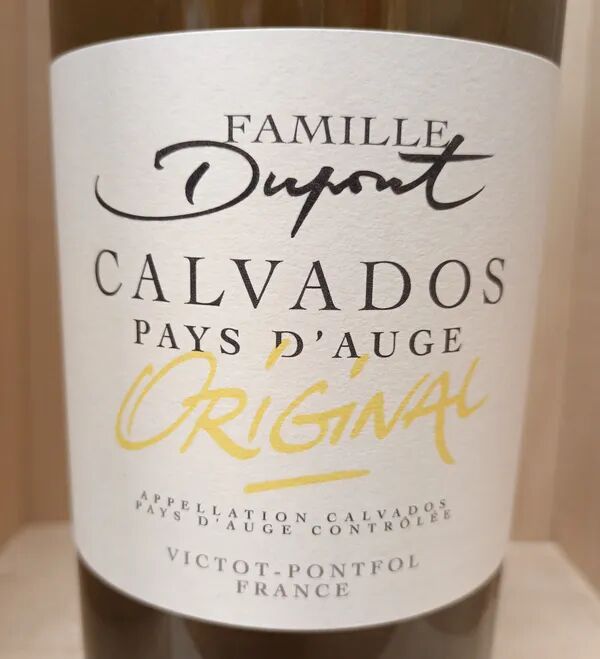 FAMILLE
Dupont
CALVADOS
PAYS D'AUGE
ORIGINAL
APPELLATION CALVADOS
PAYS D'AUGE CONTRÔLÉE
VICTOT-PONTFOL
FRANCE